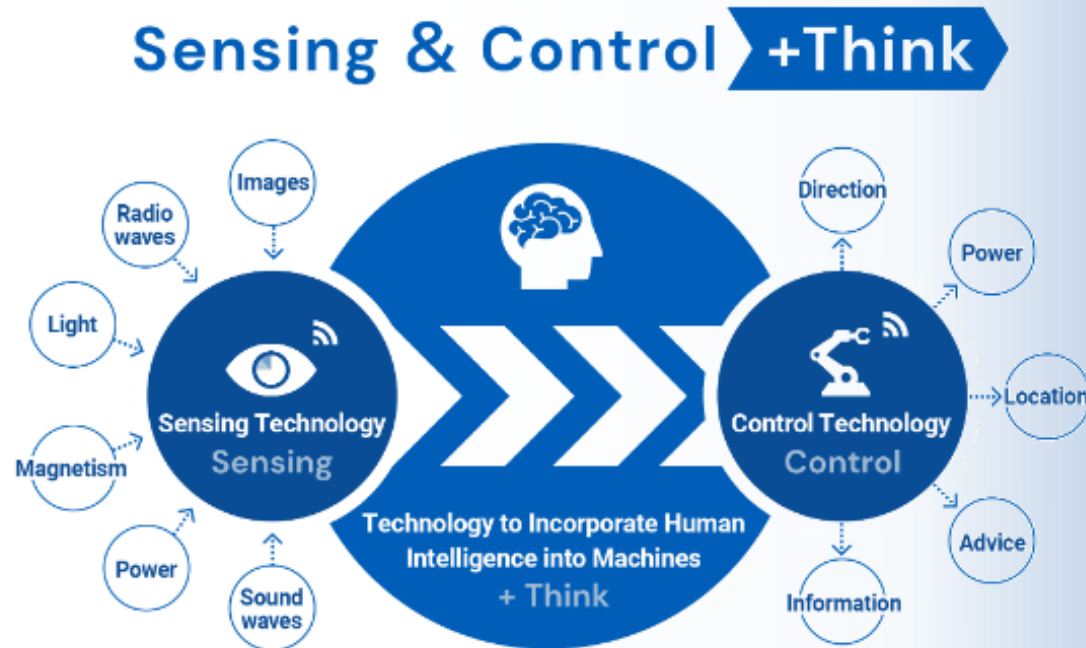 Sensing & Control +Think
Images
Radio
waves
Light
Magnetism
Power
Sound
waves
Sensing Technology
Sensing
Technology to Incorporate Human
Intelligence into Machines
+ Think
Control Technology
Control
Direction
Power
Location
Advice
Information